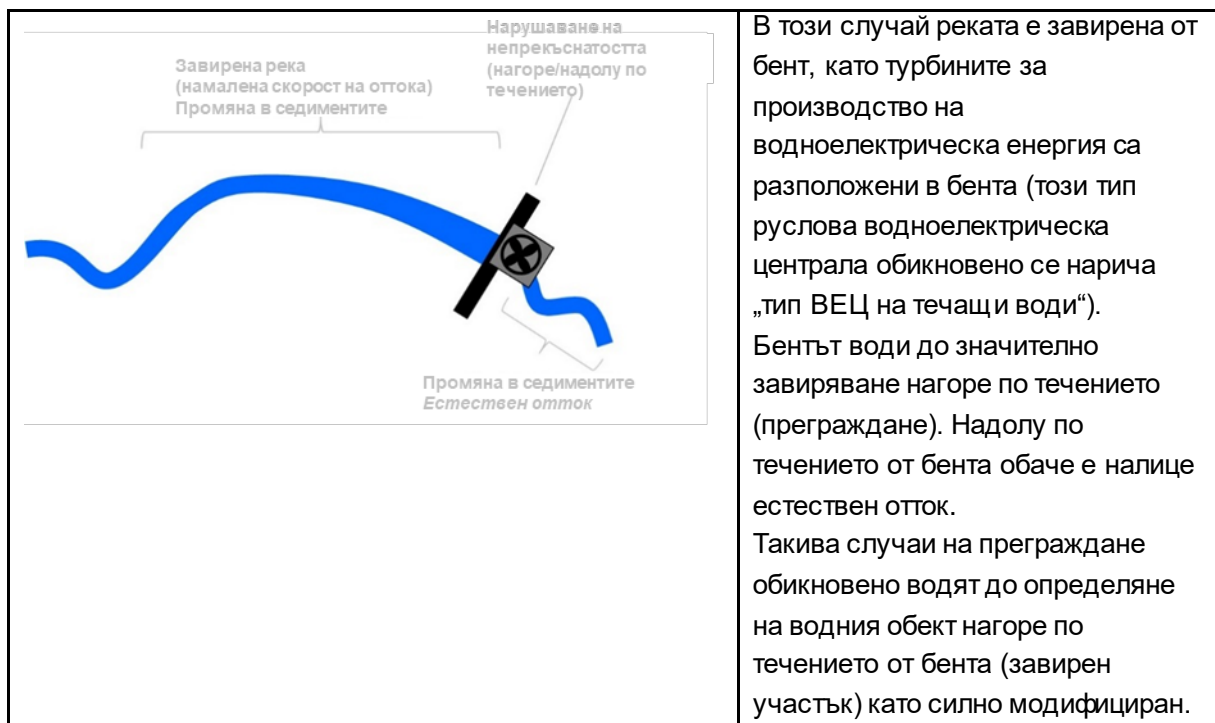 Нарушаване на
непрекъснатостта
(нагоре/надолу по
течението)
Завирена река
(намалена скорост на оттока)
Промяна в седиментите
Промяна в седиментите
Естествен отток
В този случай реката е завирена от
бент, като турбините за
производство на
водноелектрическа енергия са
разположени в бента (този тип
руслова водноелектрическа
централа обикновено се нарича
„тип ВЕЦ на течащи води“).
Бентът води до значително
завиряване нагоре по течението
(преграждане). Надолу по
течението от бента обаче е налице
естествен отток.
Такива случаи на преграждане
обикновено водят до определяне
на водния обект нагоре по
течението от бента (завирен
участък) като силно модифициран.